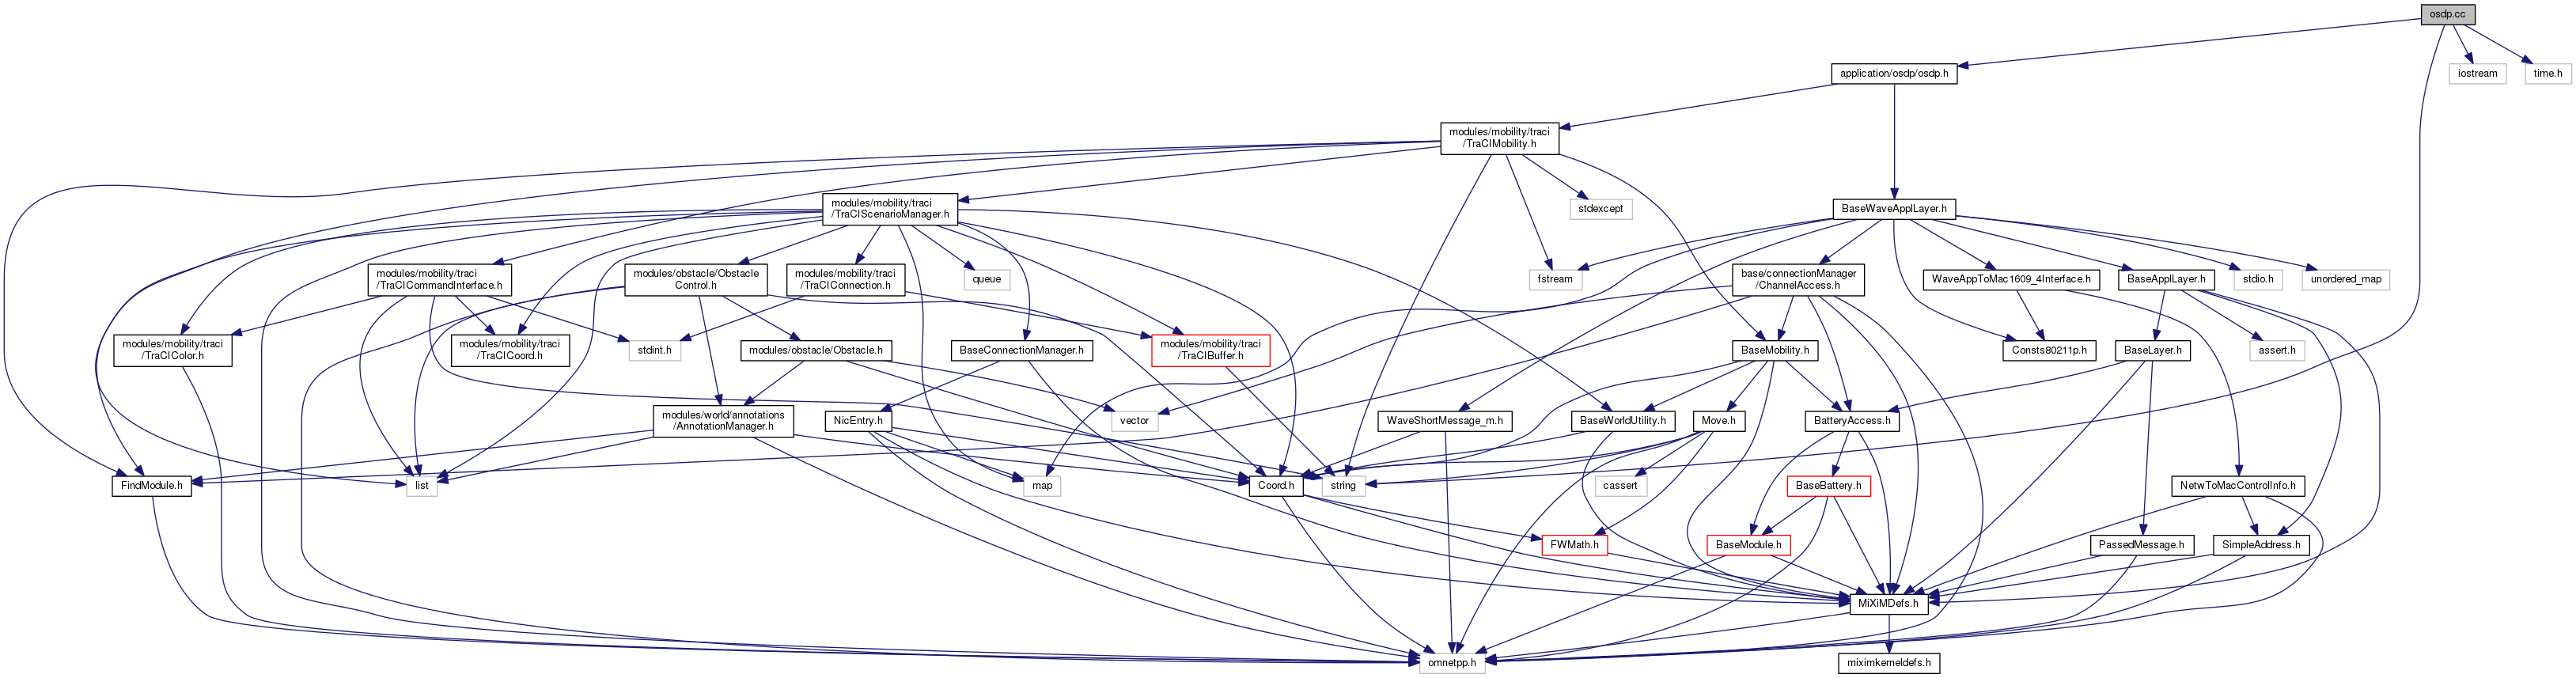 osdp.cc
application/osdp/osdp.h
iostream
time.h
modules/mobility/traci
/TraCIMobility.h
modules/mobility/traci
/TraCIScenarioManager.h
stdexcept
BaseWaveApplLayer.h
modules/mobility/traci
/TraCICommandInterface.h
modules/obstacle/Obstacle
Control.h
modules/mobility/traci
/TraCIConnection.h
queue
fstream
base/connectionManager
/ChannelAccess.h
WaveAppToMac1609_4Interface.h
BaseApplLayer.h
stdio.h
unordered_map
modules/mobility/traci
/TraCIColor.h
modules/mobility/traci
/TraCICoord.h
stdint.h
modules/obstacle/Obstacle.h
BaseConnectionManager.h
modules/mobility/traci
/TraCIBuffer.h
BaseMobility.h
Consts80211p.h
BaseLayer.h
assert.h
modules/world/annotations
/AnnotationManager.h
NicEntry.h
vector
WaveShortMessage_m.h
BaseWorldUtility.h
Move.h
BatteryAccess.h
FindModule.h
list
map
Coord.h
string
cassert
BaseBattery.h
NetwToMacControlInfo.h
FWMath.h
BaseModule.h
PassedMessage.h
SimpleAddress.h
MiXiMDefs.h
omnetpp.h
miximkerneldefs.h